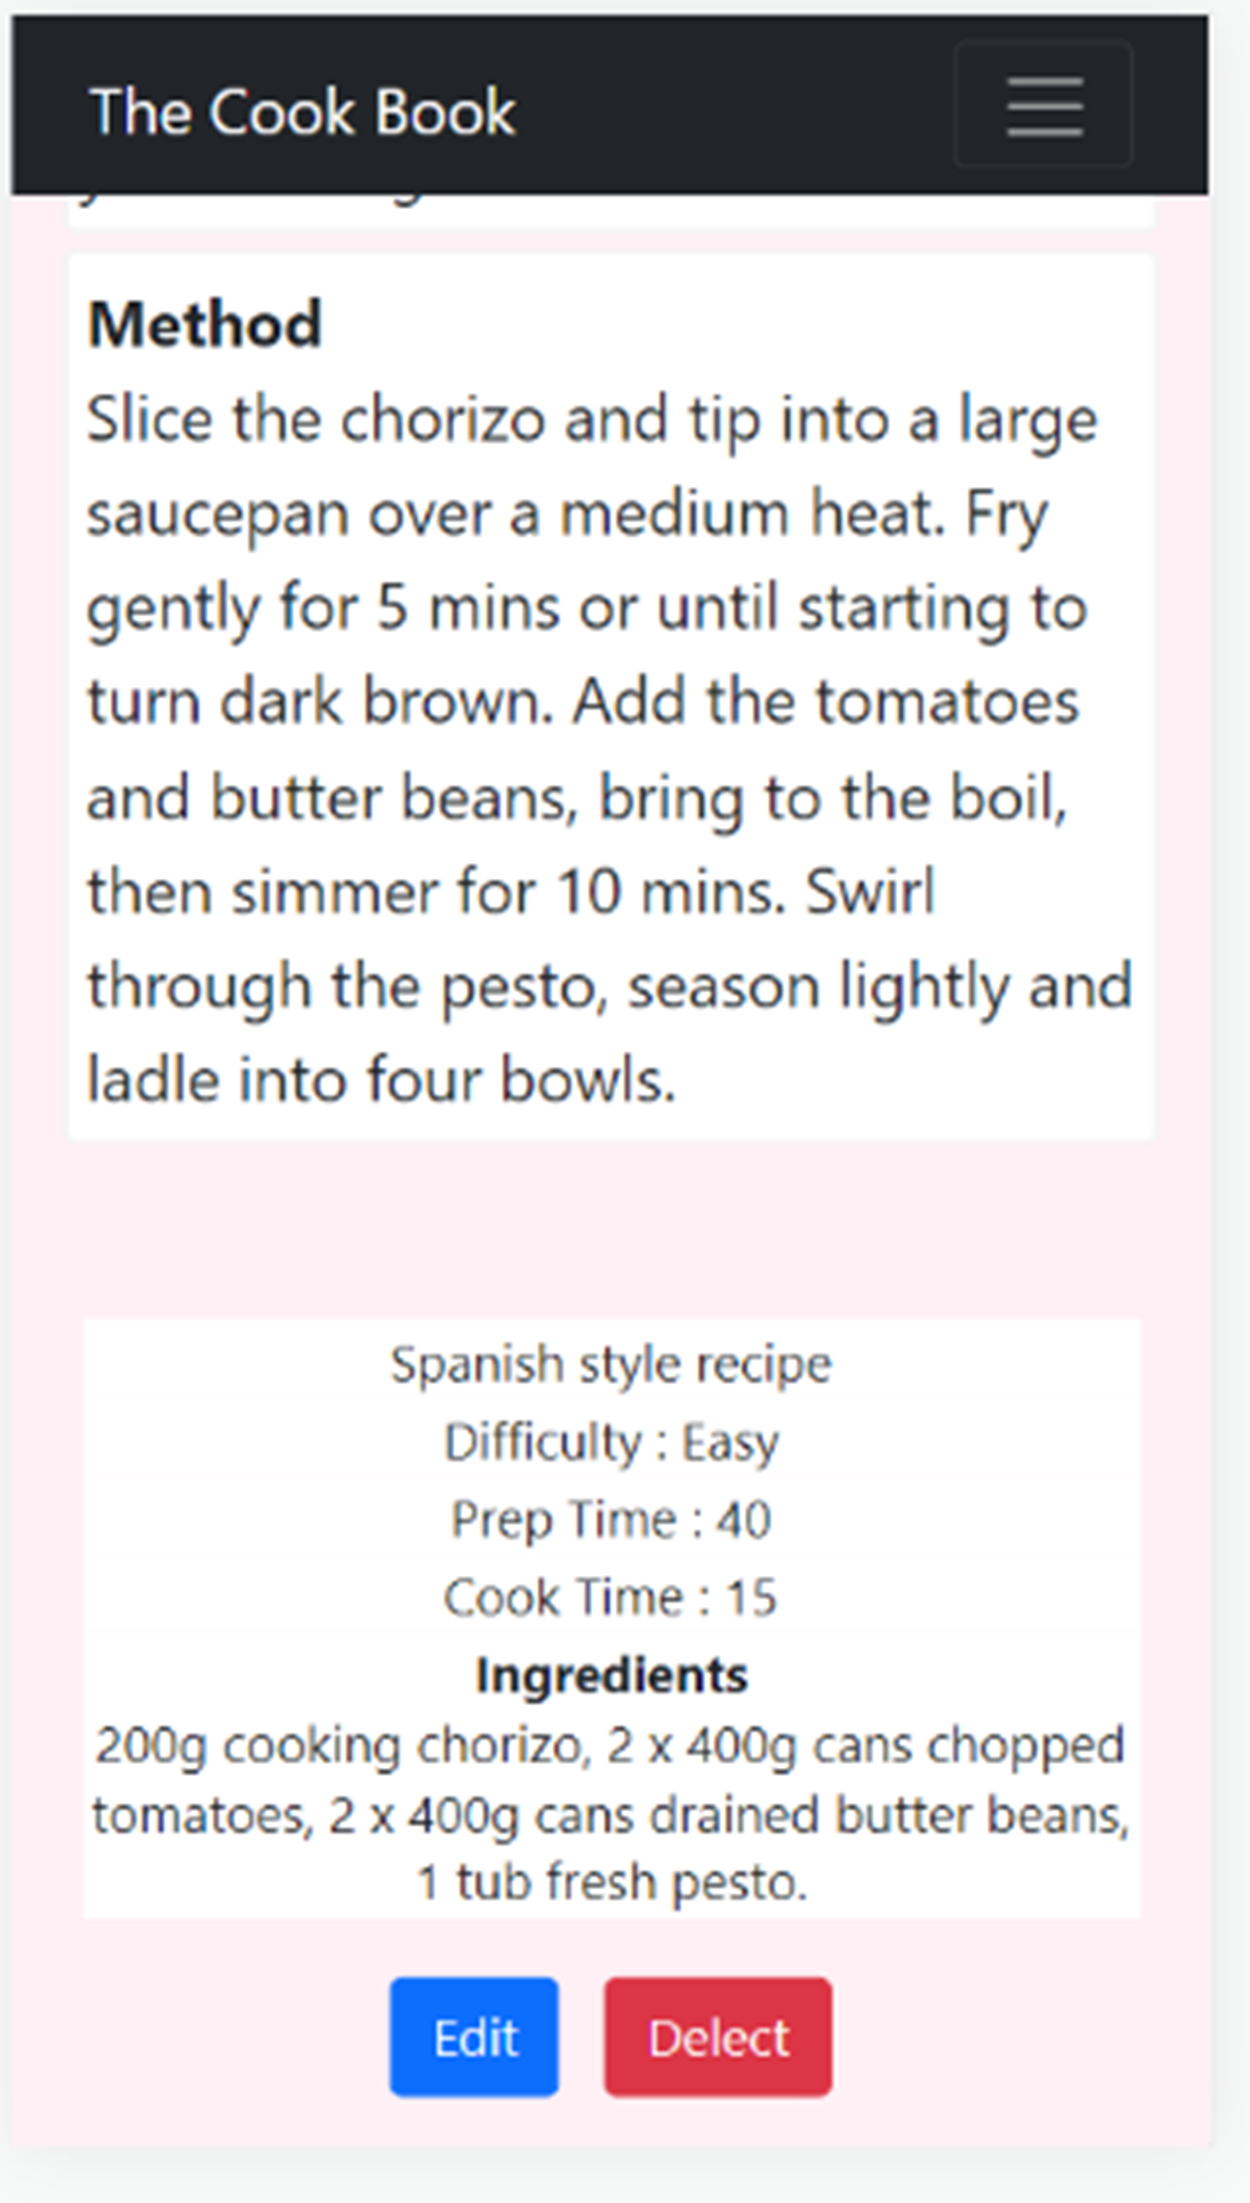 The Cook Book
Method
Slice the chorizo and tip into a large
saucepan over a medium heat. Fry
gently for 5 mins or until starting to
turn dark brown. Add the tomatoes
and butter beans, bring to the boil,
then simmer for 10 mins. Swirl
through the pesto, season lightly and
ladle into four bowls.
Spanish style recipe
Difficulty : Easy
Prep Time : 40
Cook Time : 15
Ingredients
200g cooking chorizo, 2 x 400g cans chopped
tomatoes, 2 x 400g cans drained butter beans,
1 tub fresh pesto.
Edit Delect